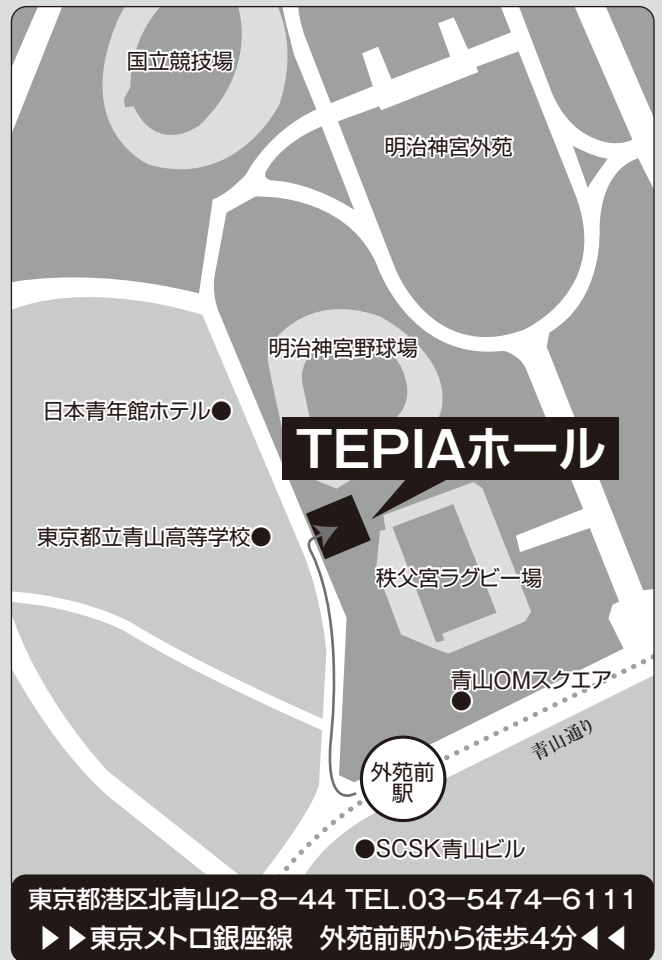 国立競技場
明治神宮外苑
明治神宮野球場
日本青年館ホテル●
TEPIAホール
東京都立青山高等学校●
秩父宮ラグビー場
青山OMスクエア
青山通り
外苑前
駅
●SCSK青山ビル
東京都港区北青山2−8−44 TEL.03−5474−6111
▶▶東京メトロ銀座線　外苑前駅から徒歩4分◀◀